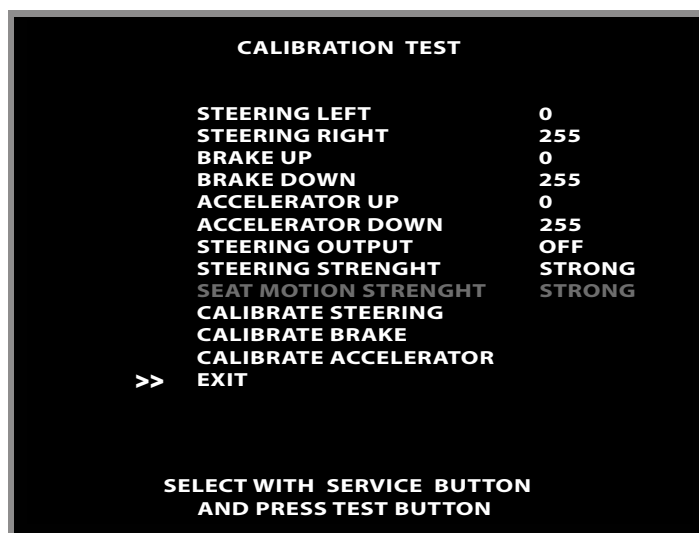 CALIBRATION TEST
STEERING LEFT 0
STEERING RIGHT 255
BRAKE UP 0
BRAKE DOWN 255
ACCELERATOR UP 0
ACCELERATOR DOWN 255
STEERING OUTPUT OFF
STEERING STRENGHT STRONG
SEAT MOTION STRENGHT STRONG
CALIBRATE STEERING
CALIBRATE BRAKE
CALIBRATE ACCELERATOR
>> EXIT
SELECT WITH SERVICE BUTTON
AND PRESS TEST BUTTON